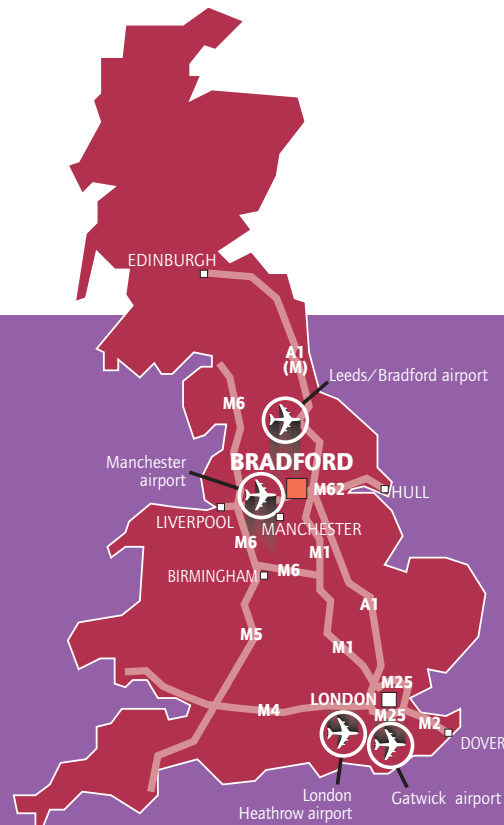 EDINBURGH
A1
(M)
Leeds/Bradford airport
M6
BRADFORD
Manchester
airport
M62
HULL
LIVERPOOL
MANCHESTER
M6
M1
BIRMINGHAM
M6
A1
M5
M1
M25
LONDON
M4
M25
M2
DOVER
London
Heathrow airport
Gatwick airport